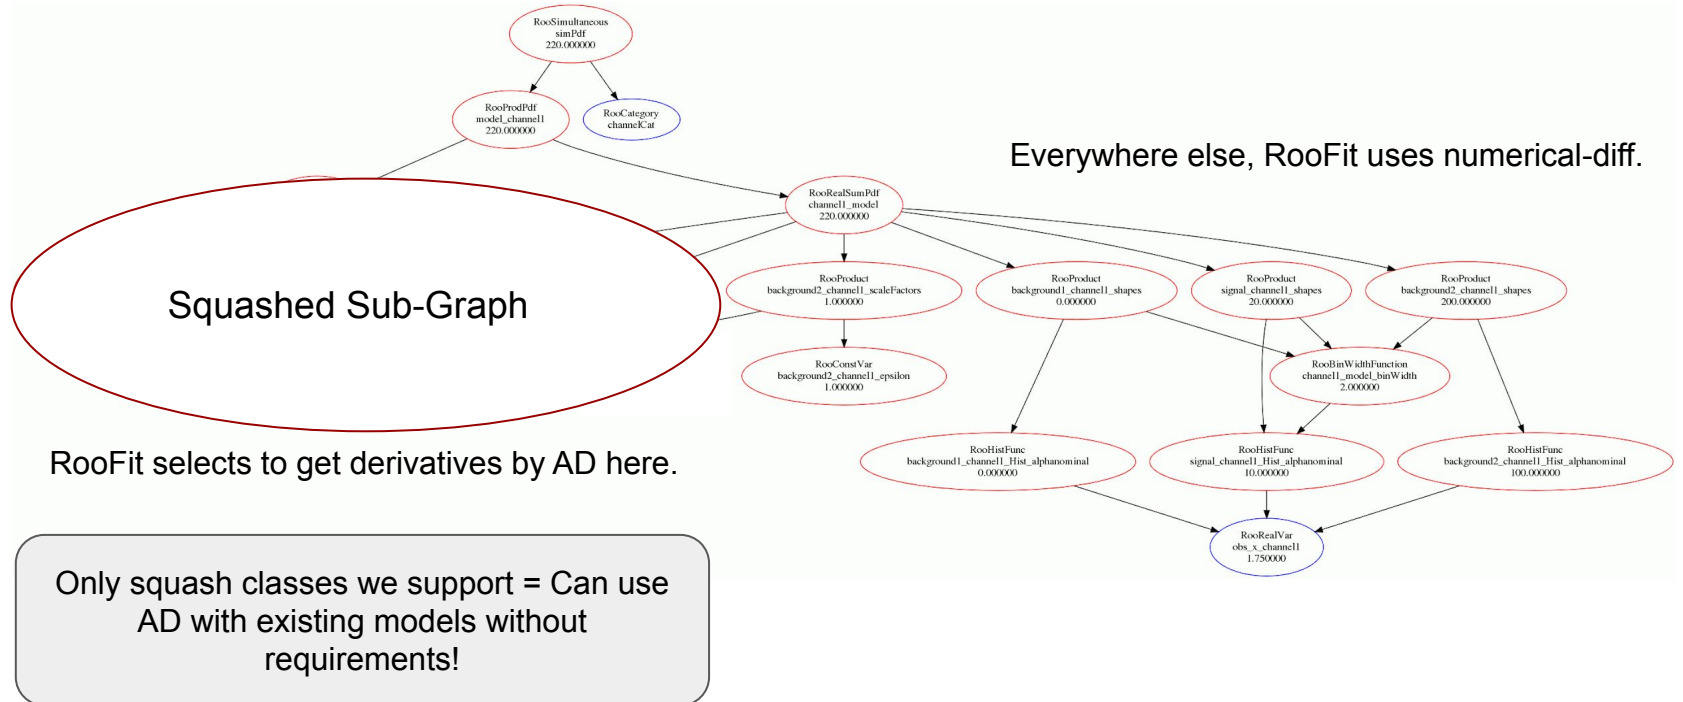 RooSimultaneous
simPdf
220.000000
RooProdPdf
model_channel1
220.000000
RooCategory
channelCat
Everywhere else, RooFit uses numerical-diff.
RooRealSumPdf
channel1_model
220.000000
Squashed Sub-Graph
RooProduct
background2_channel1_scaleFactors
1.000000
RooProduct
background1_channel1_shapes
0.000000
RooProduct
signal_channel1_shapes
20.000000
RooProduct
background2_channel1_shapes
200.000000
RooConstVar
background2_channel1_epsilon
1.000000
RooBinWidthFunction
channel1_model_binWidth
2.000000
RooFit selects to get derivatives by AD here.
RooHistFunc
background1_channel1_Hist_alphanominal
0.000000
RooHistFunc
signal_channel1_Hist_alphanominal
10.000000
RooHistFunc
background2_channel1_Hist_alphanominal
100.000000
RooRealVar
obs_x_channel1
1.750000
Only squash classes we support = Can use
AD with existing models without
requirements!